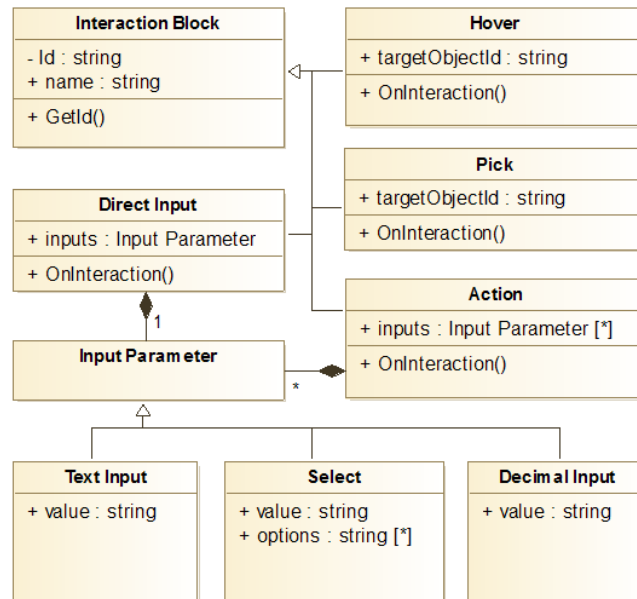 Interaction Block
- Id : string
+ name : string
+ GetId()
Hover
+ targetObjectId : string
+ OnInteraction()
Pick
+ targetObjectId : string
+ OnInteraction()
Direct Input
+ inputs : Input Parameter
+ OnInteraction()
1
Action
+ inputs : Input Parameter [*]
+ OnInteraction()
Input Parameter
*
Text Input
+ value : string
Select
+ value : string
+ options : string [*]
Decimal Input
+ value : string